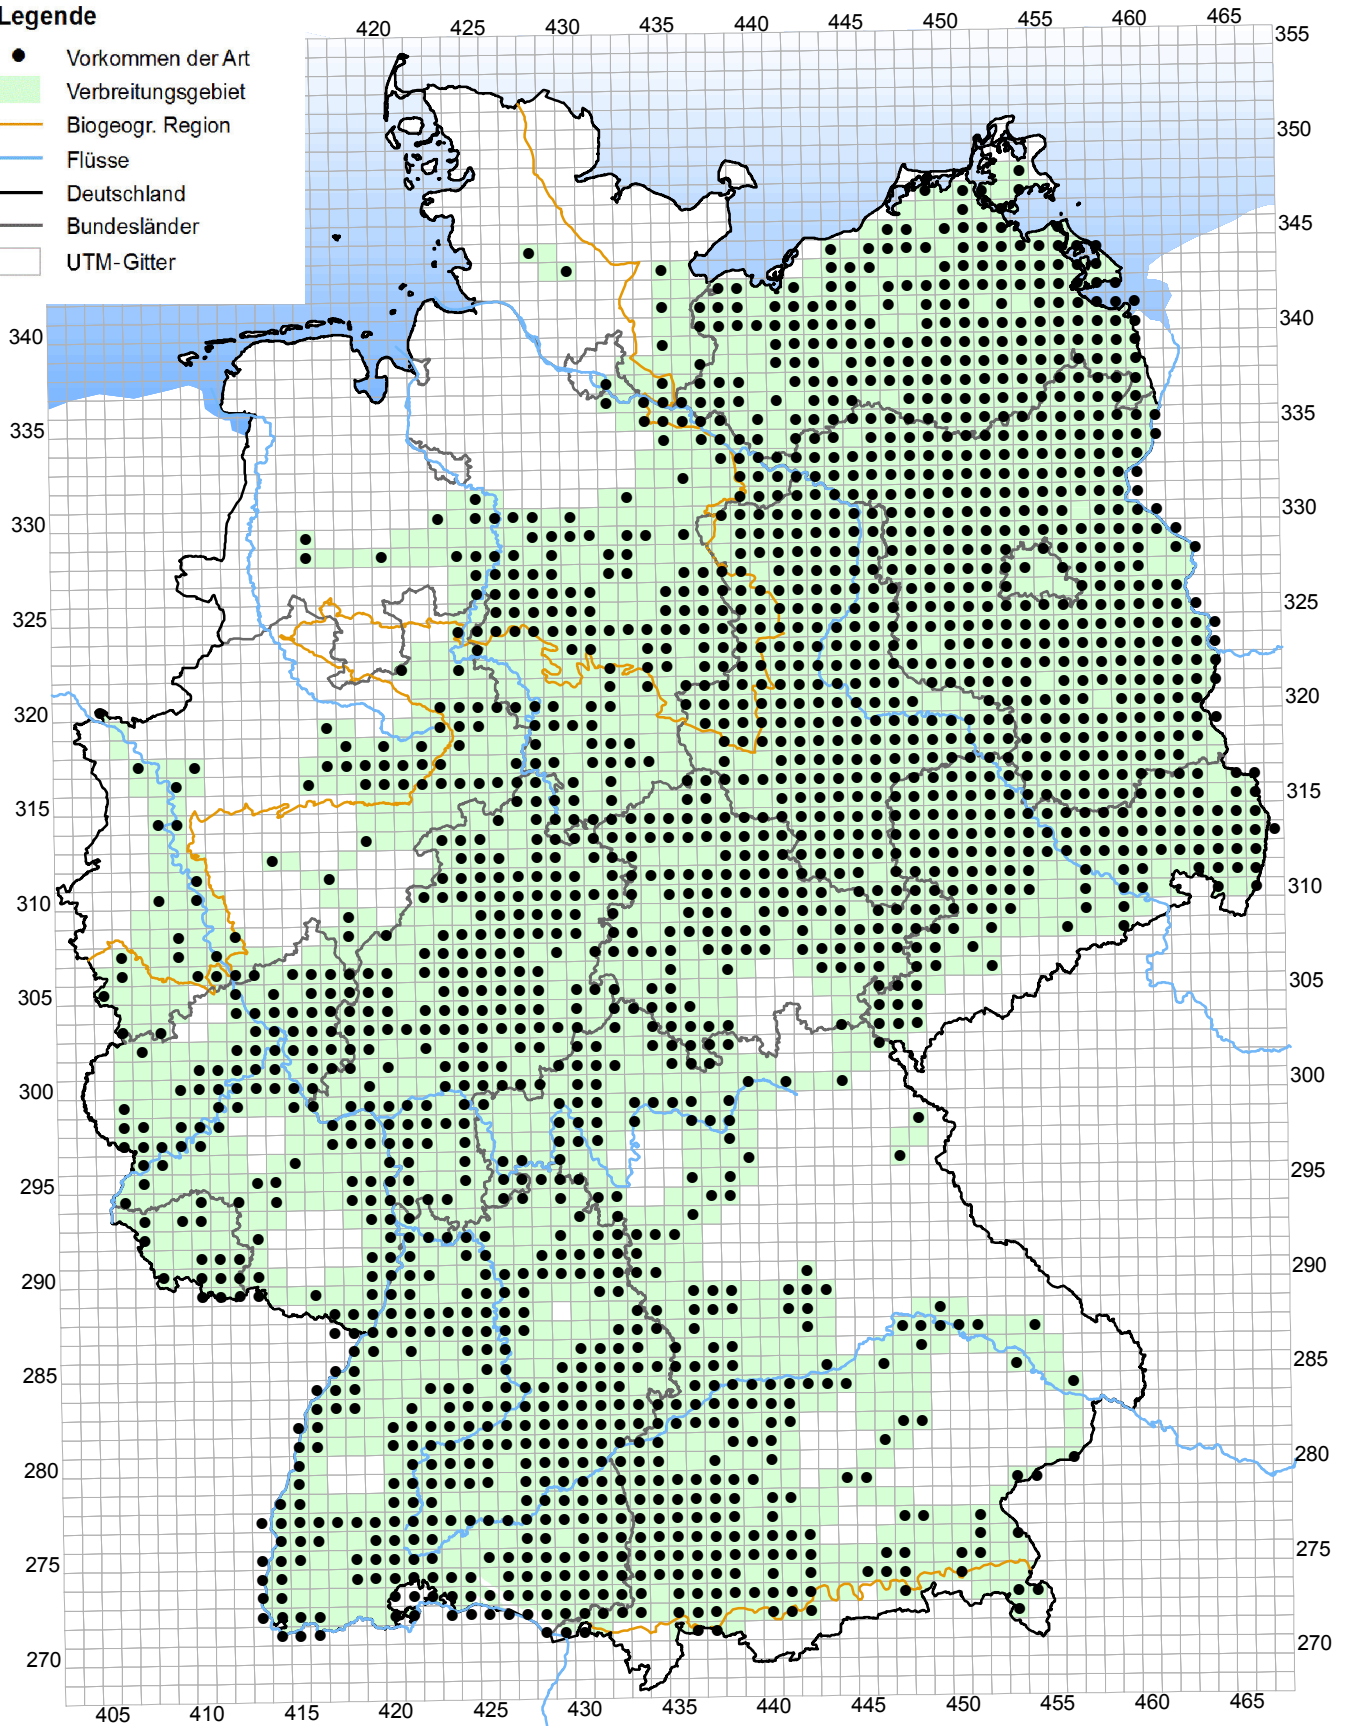 Legende
Vorkommen der Art
Verbreitungsgebiet
Biogeogr. Region
Flüsse
Deutschland
Bundesländer
UTM-Gitter
420 425 430 435 440 445 450 455 460 465
355
350
345
340 340
335 335
330 330
325 325
320 320
315 315
310 310
305 305
300 300
295 295
290 290
285 285
280 280
275 275
270 270
405 410 415 420 425 430 435 440 445 450 455 460 465